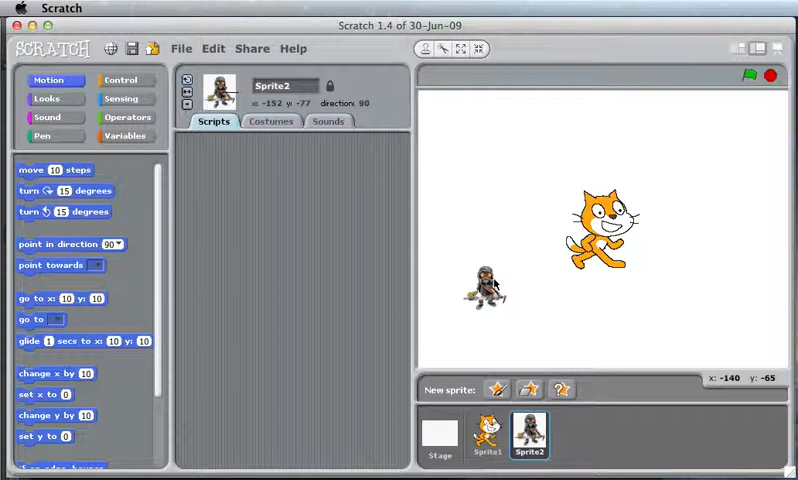 Scratch
Scratch 1.4 of 30-Jun-09
SCRATCH File Edit Share Help
Motion Control
Looks Sensing
Sound Operators
Pen Variables
Sprite2
x: -152 y: -77 direction: 90
Scripts Costumes Sounds
move 10 steps
turn 15 degrees
turn 15 degrees
point in direction 90
point towards
go to x: 10 y: 10
go to
glide 1 secs to x: 10 y: 10
change x by 10
set x to 0
change y by 10
set y to 0
New sprite:
x: -140 y: -65
Stage
Sprite1
Sprite2